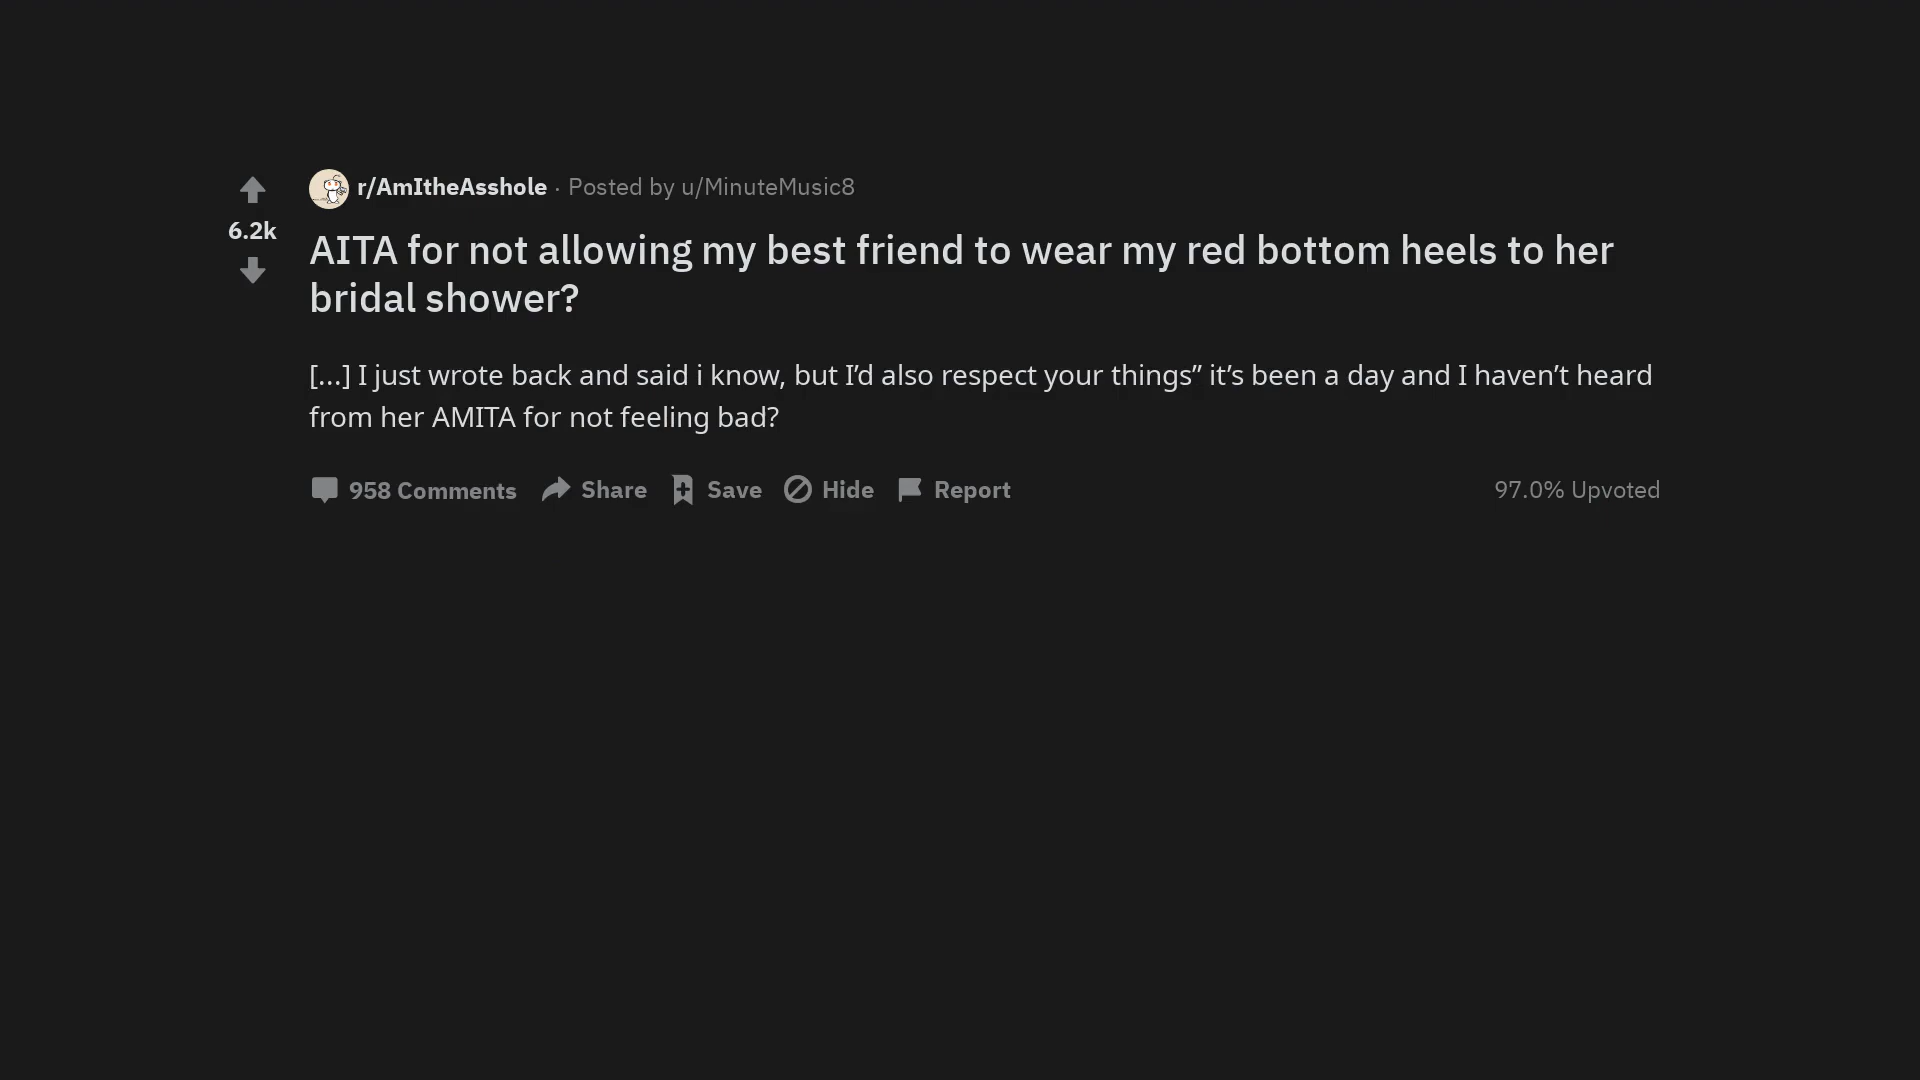 r/AmItheAsshole · Posted by u/MinuteMusic8
6.2k
AITA for not allowing my best friend to wear my red bottom heels to her
bridal shower?
[...] I just wrote back and said i know, but I’d also respect your things” it’s been a day and I haven’t heard
from her AMITA for not feeling bad?
958 Comments Share Save Hide Report 97.0% Upvoted